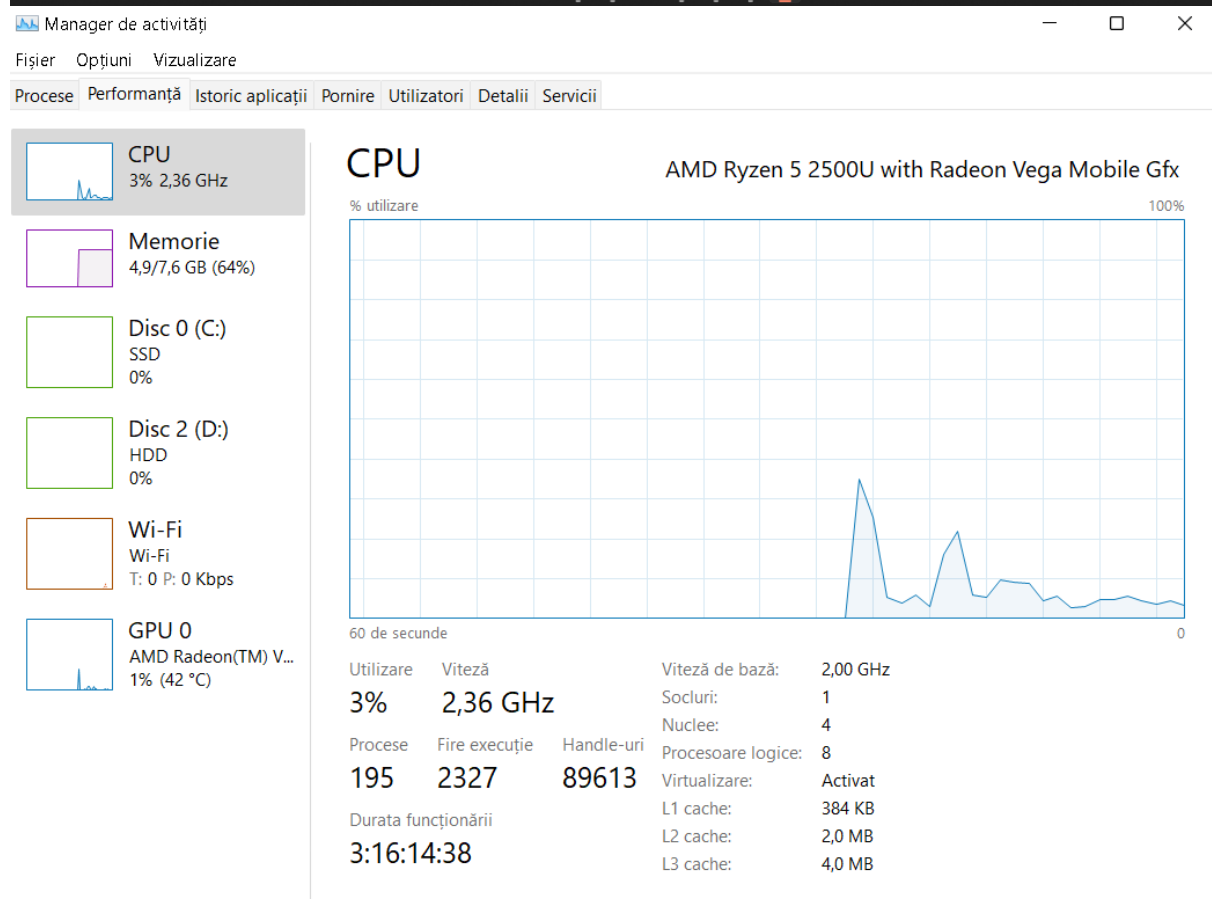 Manager de activități
Fișier Opțiuni Vizualizare
Procese Performanță Istoric aplicații Pornire Utilizatori Detalii Servicii
CPU
3% 2,36 GHz
Memorie
4,9/7,6 GB (64%)
Disc 0 (C:)
SSD
0%
Disc 2 (D:)
HDD
0%
Wi-Fi
Wi-Fi
T: 0 P: 0 Kbps
GPU 0
AMD Radeon(TM) V...
1% (42 °C)
CPU AMD Ryzen 5 2500U with Radeon Vega Mobile Gfx
% utilizare 100%
60 de secunde 0
Utilizare Viteză
3% 2,36 GHz
Procese Fire execuție Handle-uri
195 2327 89613
Durata funcționării
3:16:14:38
Viteză de bază: 2,00 GHz
Socluri: 1
Nuclee: 4
Procesoare logice: 8
Virtualizare: Activat
L1 cache: 384 KB
L2 cache: 2,0 MB
L3 cache: 4,0 MB